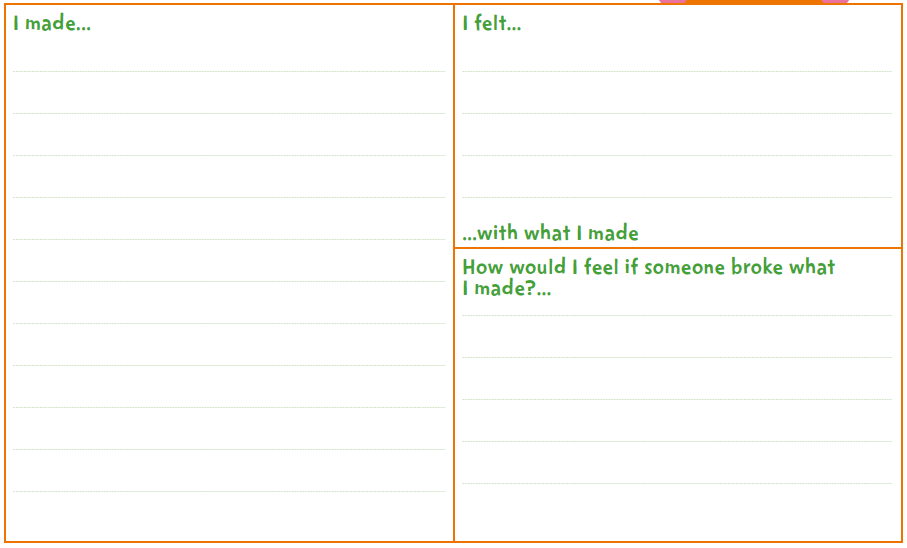 I made...
I felt...
...with what I made
How would I feel if someone broke what
I made?...